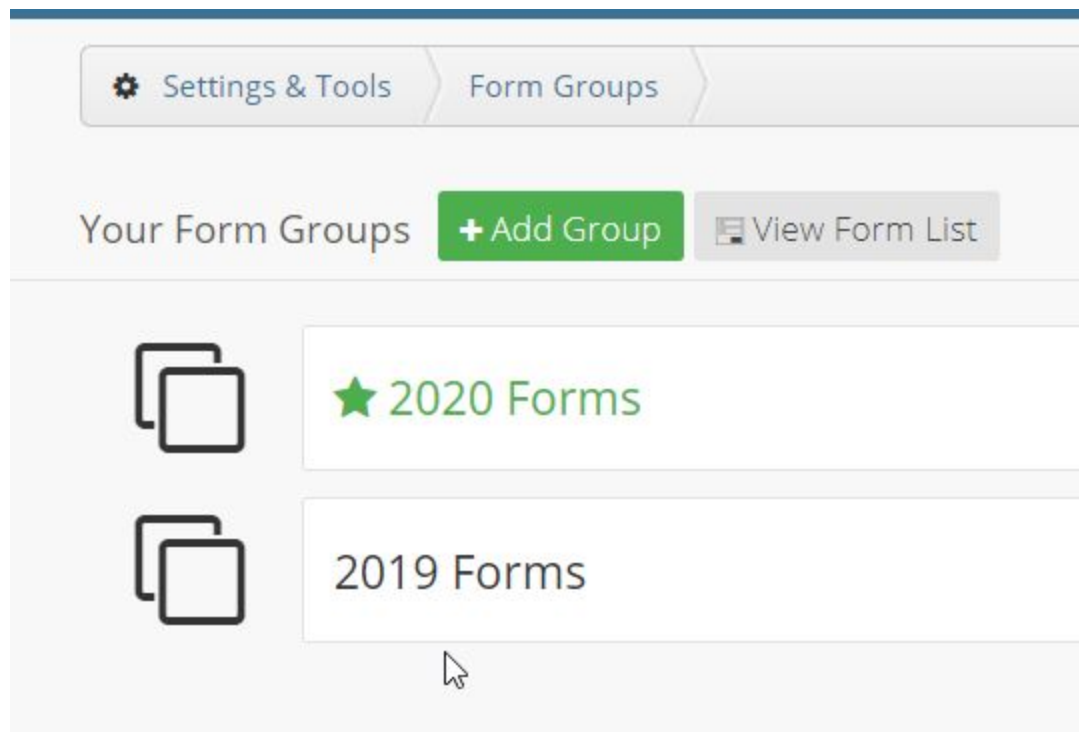 Settings & Tools Form Groups
Your Form Groups + Add Group View Form List
★ 2020 Forms
2019 Forms